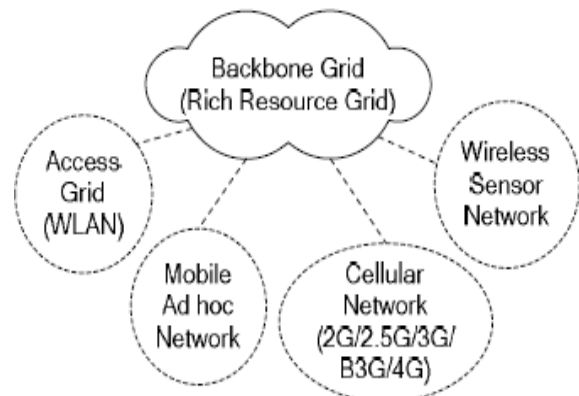 Backbone Grid
(Rich Resource Grid)
Access
Grid
(WLAN)
Mobile
Ad hoc
Network
Cellular
Network
(2G/2.5G/3G/
B3G/4G)
Wireless
Sensor
Network